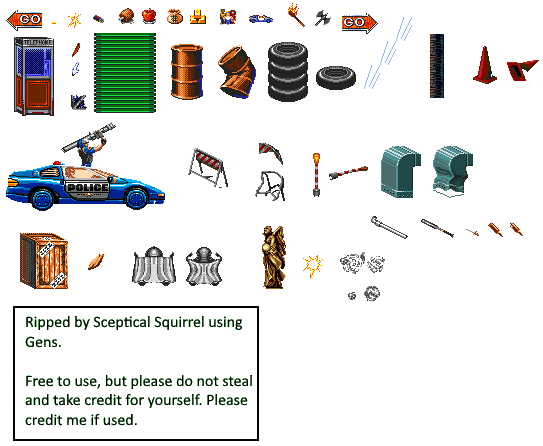 GO
GO
TELEPHONE
POLICE
Ripped by Sceptical Squirrel using
Gens.
Free to use, but please do not steal
and take credit for yourself. Please
credit me if used.